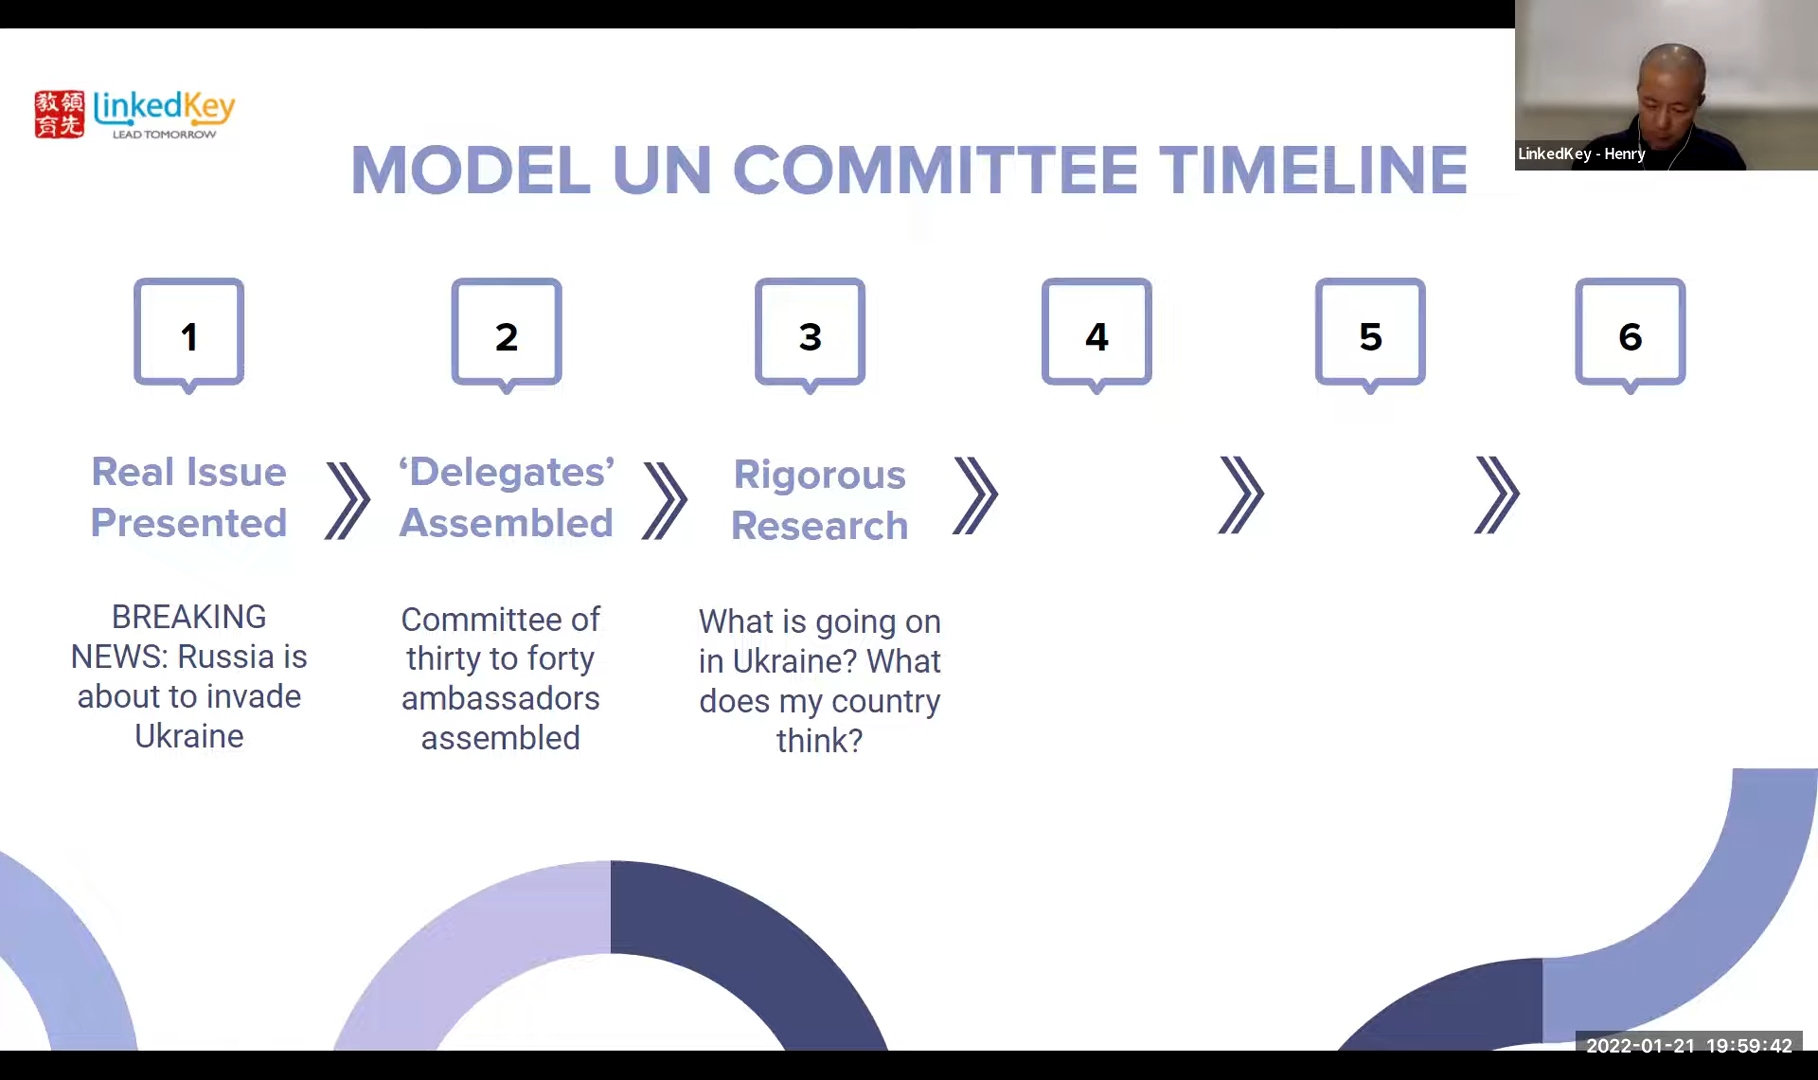 教領
育先
LinkedKey
LEAD TOMORROW
LinkedKey - Henry
MODEL UN COMMITTEE TIMELINE
1
2
3
4
5
6
Real Issue
Presented
‘Delegates’
Assembled
Rigorous
Research
BREAKING
NEWS: Russia is
about to invade
Ukraine
Committee of
thirty to forty
ambassadors
assembled
What is going on
in Ukraine? What
does my country
think?
2022-01-21 19:59:42